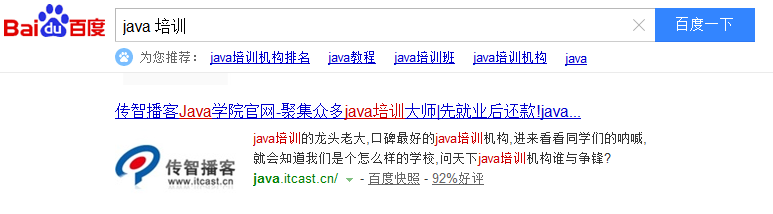 Bai du 百度
java 培训
百度一下
为您推荐: java培训机构排名 java教程 java培训班 java培训机构 java
传智播客Java学院官网-聚集众多java培训大师|先就业后还款!java...
java培训的龙头老大,口碑最好的java培训机构,进来看看同学们的呐喊,
就会知道我们是个怎么样的学校,问天下java培训机构谁与争锋?
传智播客
www.itcast.cn
java.itcast.cn/ - 百度快照 - 92%好评